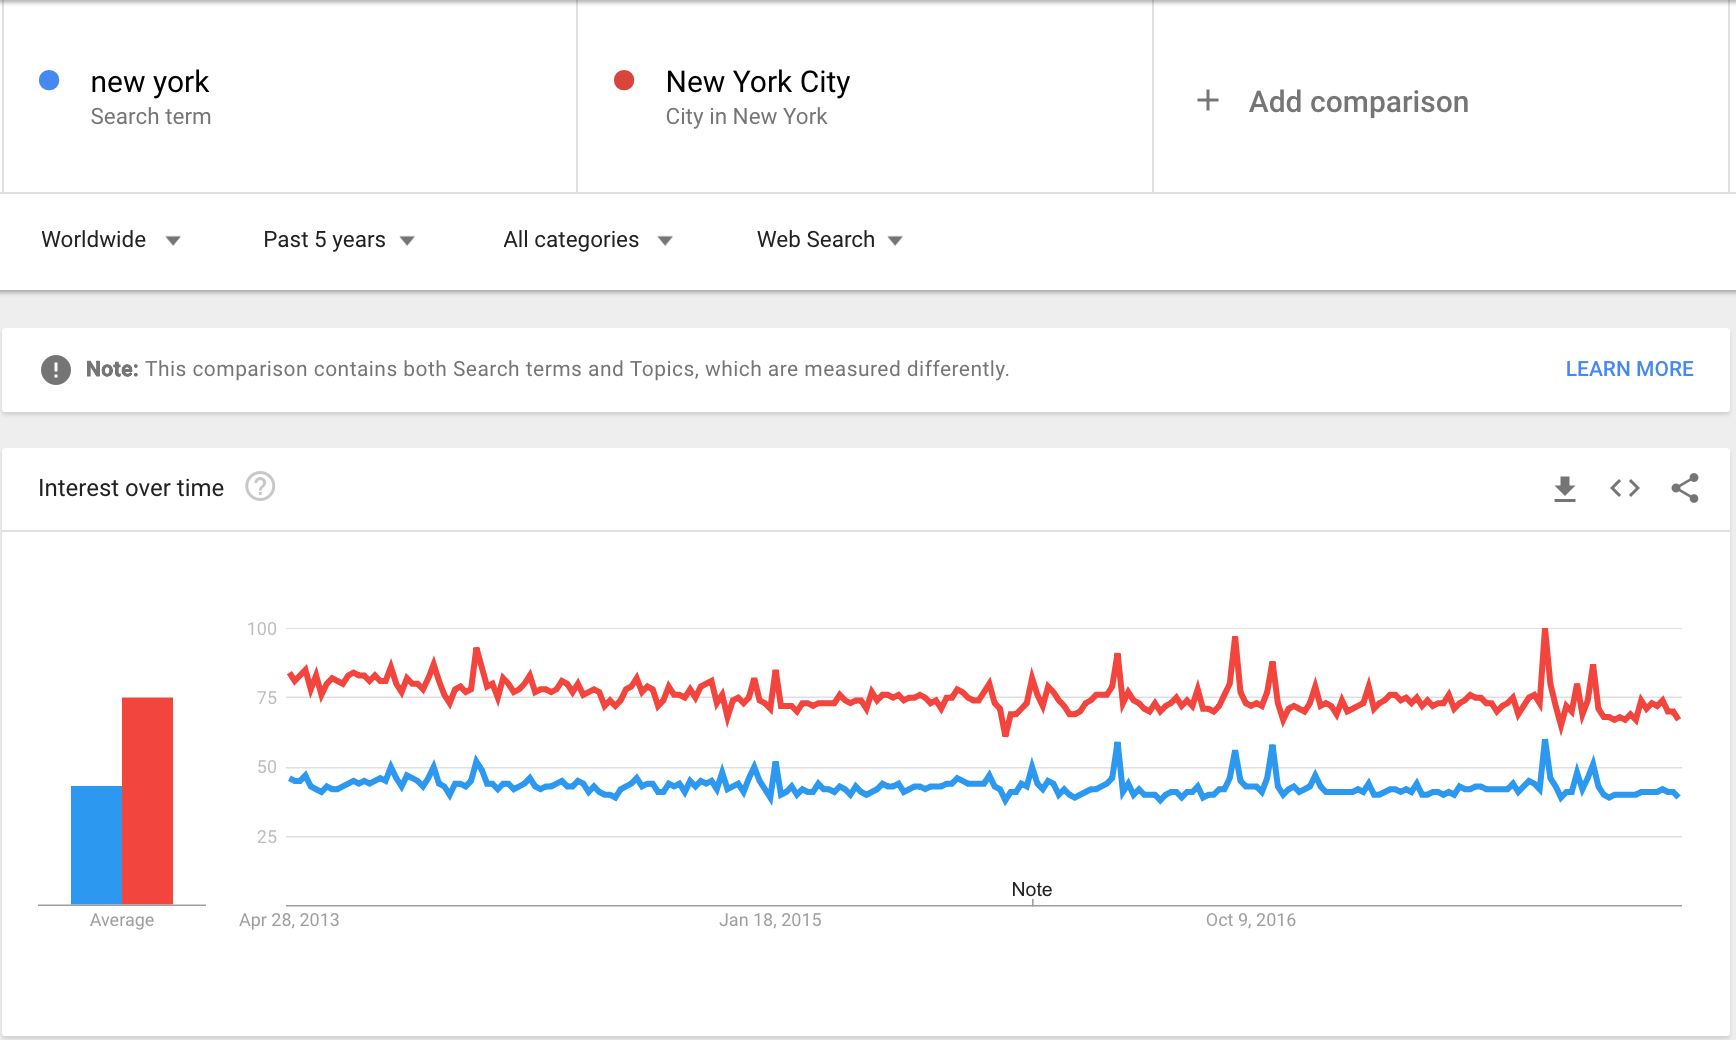 new york
Search term
New York City
City in New York
+ Add comparison
Worldwide
Past 5 years
All categories
Web Search
Note: This comparison contains both Search terms and Topics, which are measured differently.
LEARN MORE
Interest over time
100
75
50
25
Note
Average
Apr 28, 2013
Jan 18, 2015
Oct 9, 2016